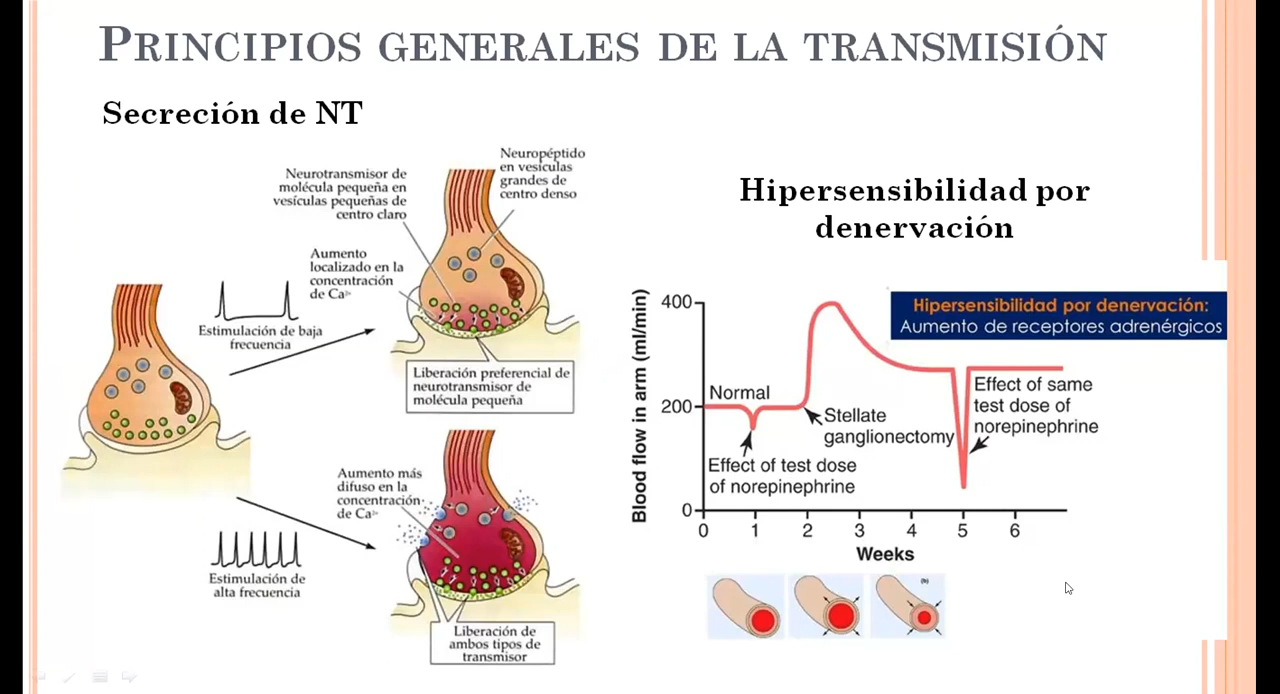 PRINCIPIOS GENERALES DE LA TRANSMISIÓN
Secreción de NT
Neuropéptido
en vesículas
grandes de
centro denso
Neurotransmisor de
molécula pequeña en
vesículas pequeñas de
centro claro
Aumento
localizado en la
concentración
de Ca²⁺
Estimulación de baja
frecuencia
Liberación preferencial de
neurotransmisor de
molécula pequeña
Aumento más
difuso en la
concentración
de Ca²⁺
Estimulación de
alta frecuencia
Liberación de
ambos tipos de
transmisor
Hipersensibilidad por
denervación
Hipersensibilidad por denervación:
Aumento de receptores adrenérgicos
Blood flow in arm (ml/min)
400
200
0
Normal
Effect of test dose
of norepinephrine
Stellate
ganglionectomy
Effect of same
test dose of
norepinephrine
0 1 2 3 4 5 6
Weeks
(b)